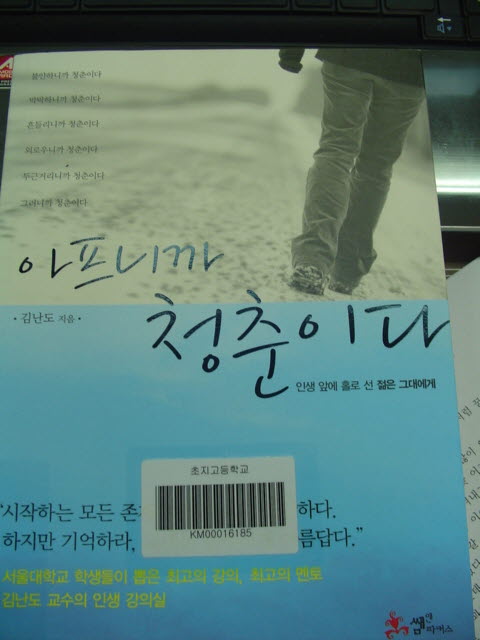 불안하니까 청춘이다
막막하니까 청춘이다
흔들리니까 청춘이다
외로우니까 청춘이다
두근거리니까 청춘이다
그러니까 청춘이다
아프니까
· 김난도 지음 ·
청춘이다
인생 앞에 홀로 선 젊은 그대에게
초지고등학교
KM00016185
“시작하는 모든 존 하다.
하지만 기억하라, 름답다.”
서울대학교 학생들이 뽑은 최고의 강의, 최고의 멘토
김난도 교수의 인생 강의실
쌤앤
파커스